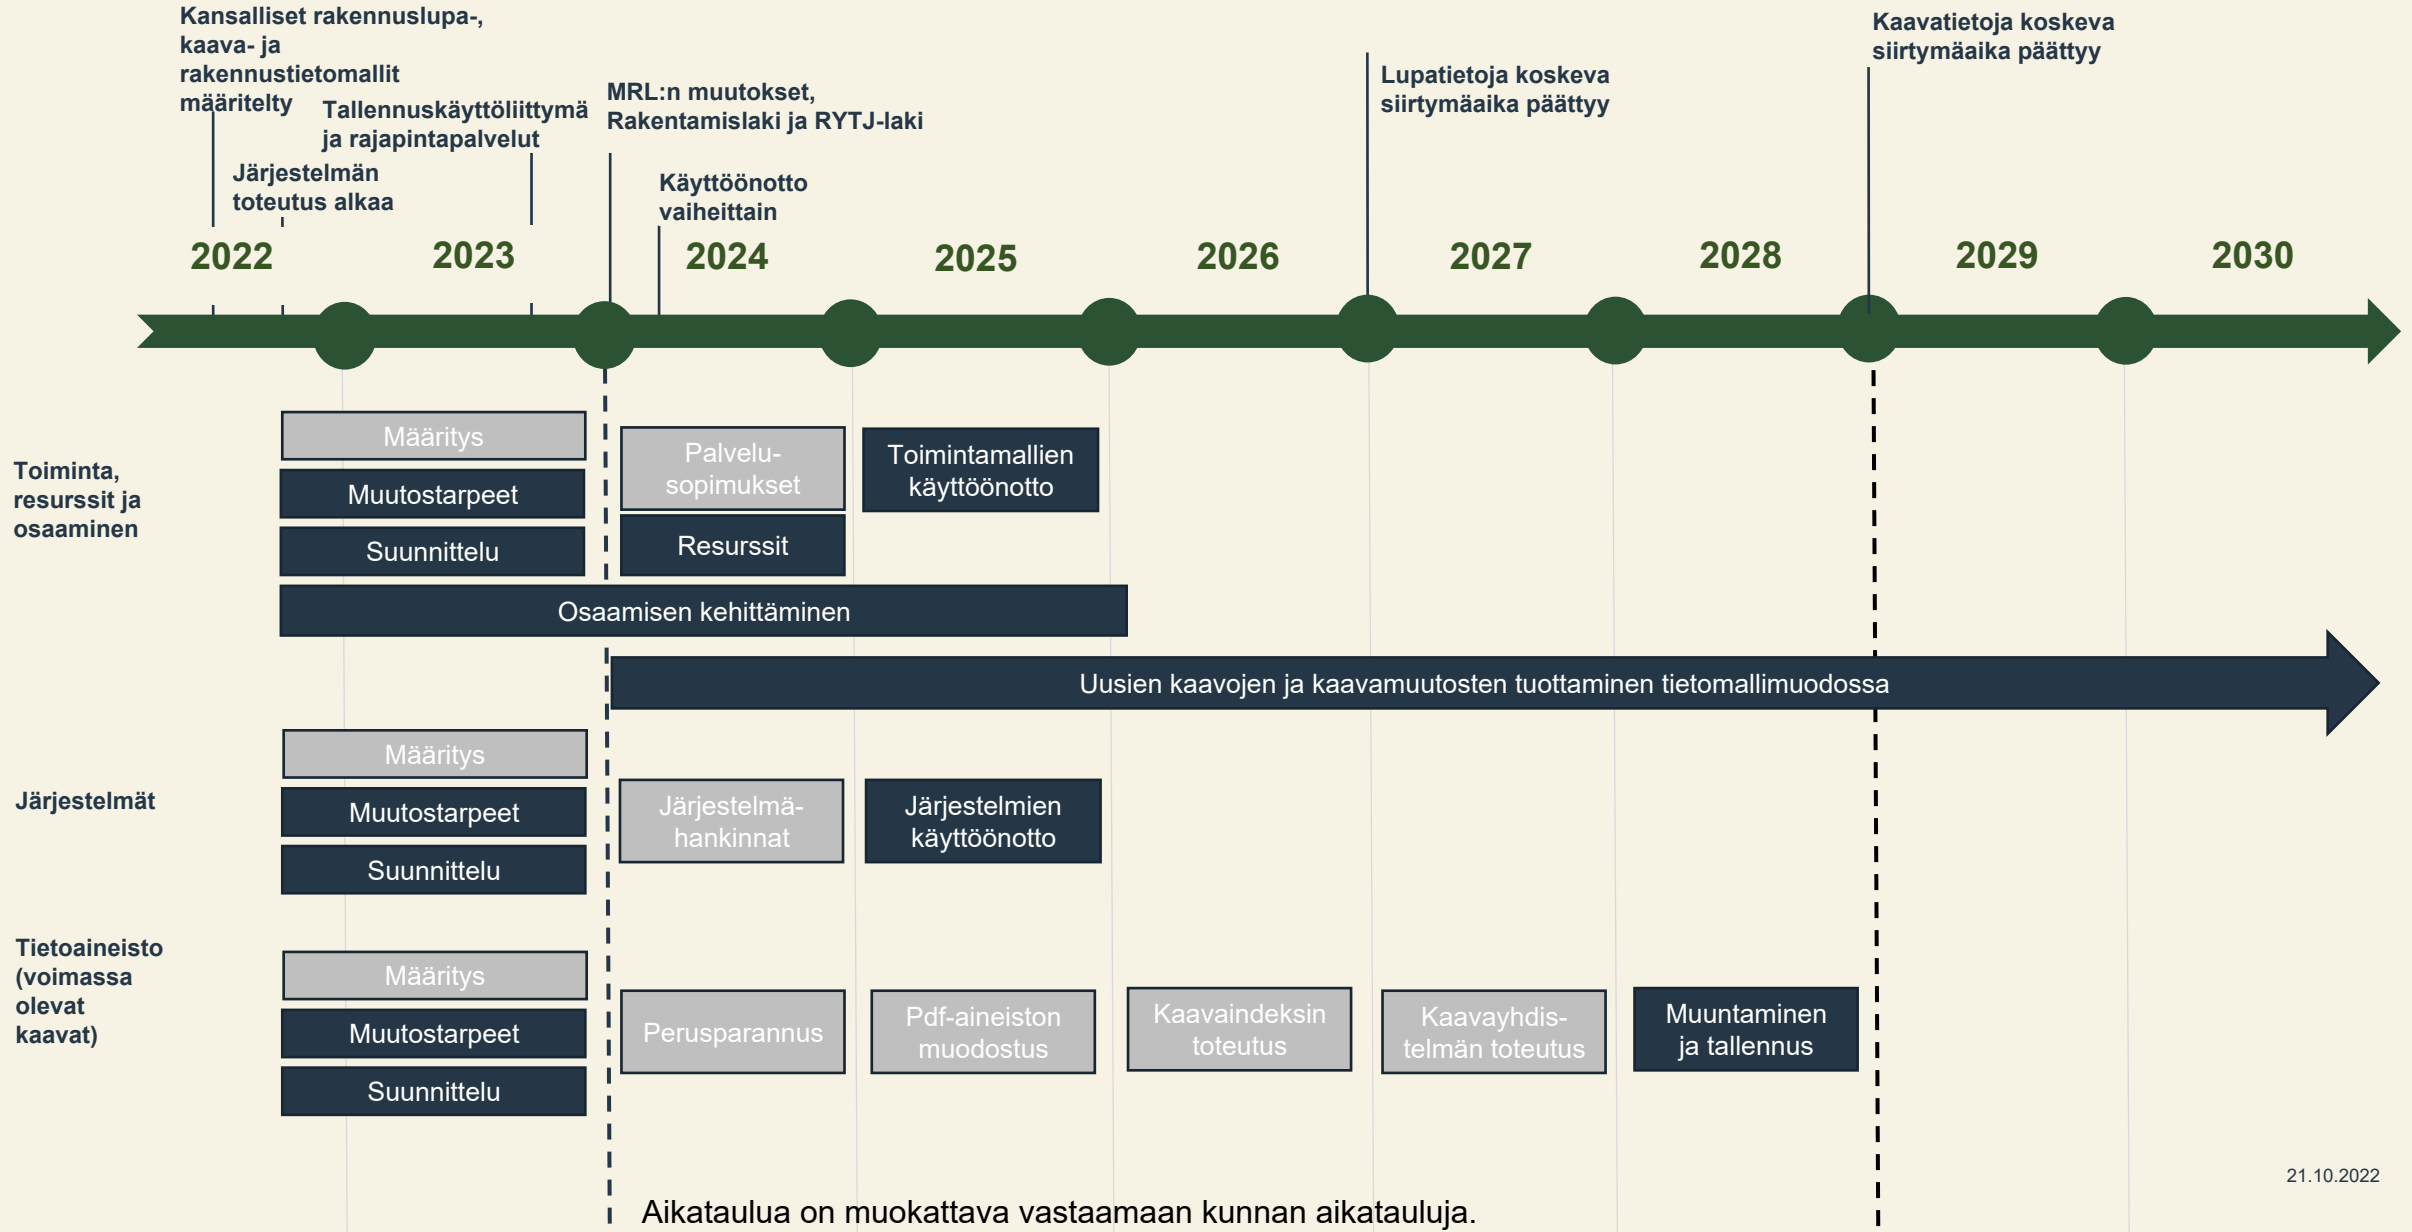 Kansalliset rakennuslupa-,
kaava- ja
rakennustietomallit
määritelty
Tallennuskäyttöliittymä
ja rajapintapalvelut
Järjestelmän
toteutus alkaa
MRL:n muutokset,
Rakentamislaki ja RYTJ-laki
Käyttöönotto
vaiheittain
Lupatietoja koskeva
siirtymäaika päättyy
Kaavatietoja koskeva
siirtymäaika päättyy
2022
2023
2024
2025
2026
2027
2028
2029
2030
Toiminta,
resurssit ja
osaaminen
Määritys
Muutostarpeet
Suunnittelu
Palvelu-
sopimukset
Resurssit
Toimintamallien
käyttöönotto
Osaamisen kehittäminen
Uusien kaavojen ja kaavamuutosten tuottaminen tietomallimuodossa
Järjestelmät
Määritys
Muutostarpeet
Suunnittelu
Järjestelmä-
hankinnat
Järjestelmien
käyttöönotto
Tietoaineisto
(voimassa
olevat
kaavat)
Määritys
Muutostarpeet
Suunnittelu
Perusparannus
Pdf-aineiston
muodostus
Kaavaindeksin
toteutus
Kaavayhdis-
telmän toteutus
Muuntaminen
ja tallennus
21.10.2022
Aikataulua on muokattava vastaamaan kunnan aikatauluja.